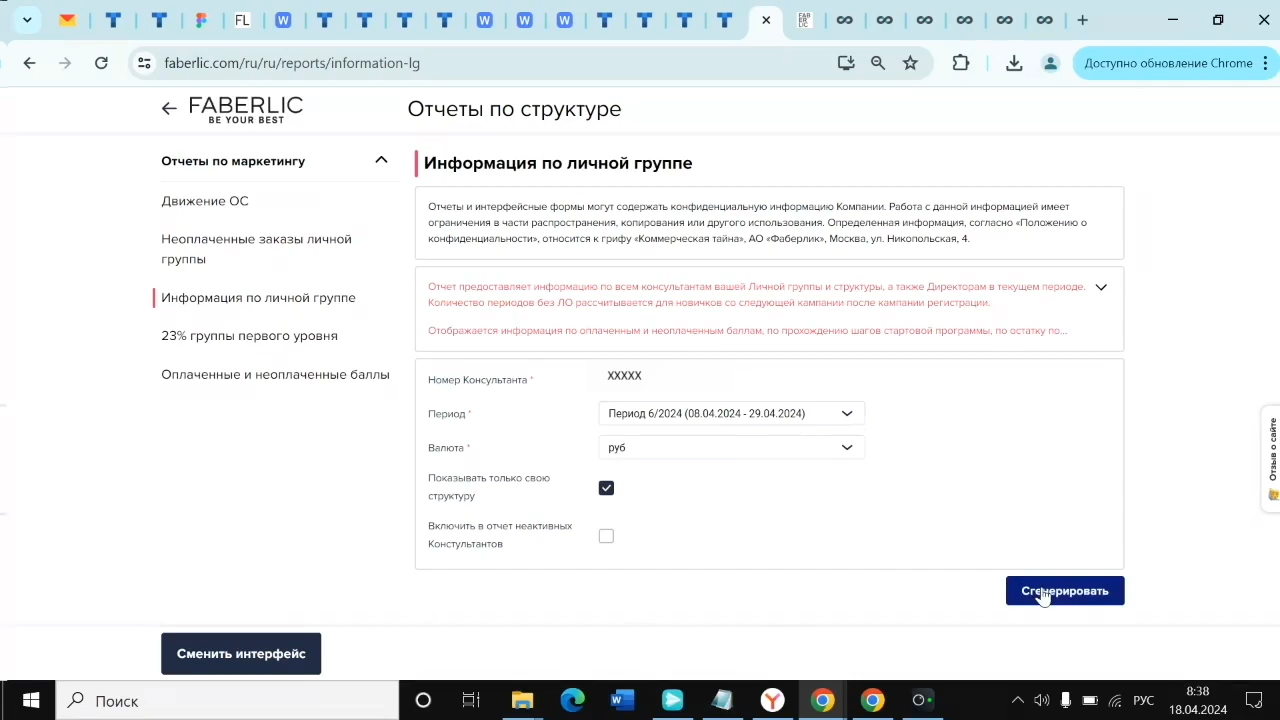 FL
faberlic.com/ru/ru/reports/information-lg
Доступно обновление Chrome
FABERLIC
BE YOUR BEST
Отчеты по структуре
Отчеты по маркетингу
Движение ОС
Неоплаченные заказы личной
группы
Информация по личной группе
23% группы первого уровня
Оплаченные и неоплаченные баллы
Информация по личной группе
Отчеты и интерфейсные формы могут содержать конфиденциальную информацию Компании. Работа с данной информацией имеет
ограничения в части распространения, копирования или другого использования. Определенная информация, согласно «Положению о
конфиденциальности», относится к грифу «Коммерческая тайна», АО «Фаберлик», Москва, ул. Никопольская, 4.
Отчет предоставляет информацию по всем консультантам вашей Личной группы и структуры, а также Директорам в текущем периоде.
Количество периодов без ЛО рассчитывается для новичков со следующей кампании после кампании регистрации.
Отображается информация по оплаченным и неоплаченным баллам, по прохождению шагов стартовой программы, по остатку по...
Номер Консультанта * XXXXX
Период * Период 6/2024 (08.04.2024 - 29.04.2024)
Валюта * руб
Показывать только свою
структуру
Включить в отчет неактивных
Констультантов
Сгенерировать
Отзыв о сайте
Сменить интерфейс
Поиск
РУС
8:38
18.04.2024